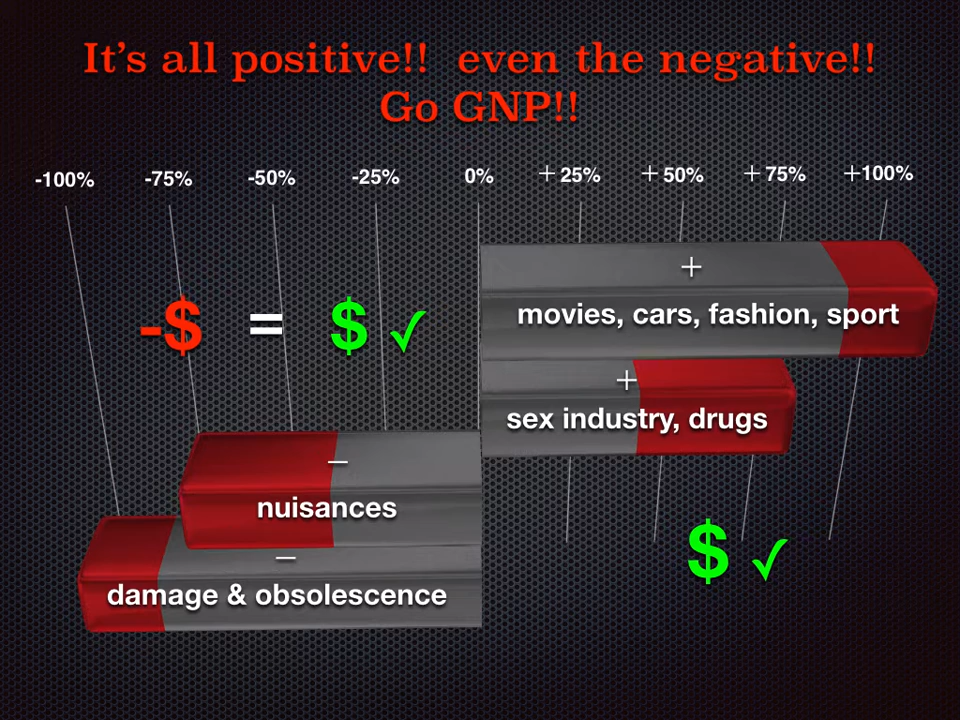 It's all positive!!  even the negative!!
Go GNP!!
-100% -75% -50% -25% 0% +25% +50% +75% +100%
+
movies, cars, fashion, sport
-$ = $ ✓
+
sex industry, drugs
–
nuisances
–
damage & obsolescence
$ ✓